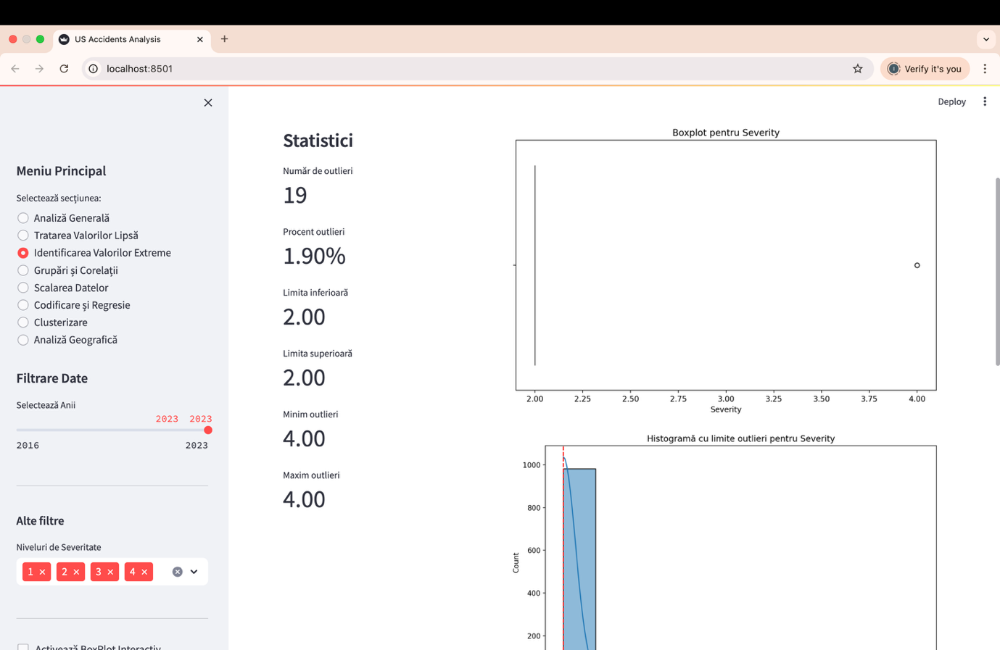 US Accidents Analysis
localhost:8501
Verify it's you
Deploy
Meniu Principal
Selectează secțiunea:
Analiză Generală
Tratarea Valorilor Lipsă
Identificarea Valorilor Extreme
Grupări și Corelații
Scalarea Datelor
Codificare și Regresie
Clusterizare
Analiză Geografică
Filtrare Date
Selectează Anii
2023 2023
2016 2023
Alte filtre
Niveluri de Severitate
1 2 3 4
Activează BoxPlot Interactiv
Statistici
Număr de outlieri
19
Procent outlieri
1.90%
Limita inferioară
2.00
Limita superioară
2.00
Minim outlieri
4.00
Maxim outlieri
4.00
Boxplot pentru Severity
2.00 2.25 2.50 2.75 3.00 3.25 3.50 3.75 4.00
Severity
Histogramă cu limite outlieri pentru Severity
1000
800
600
Count
400
200